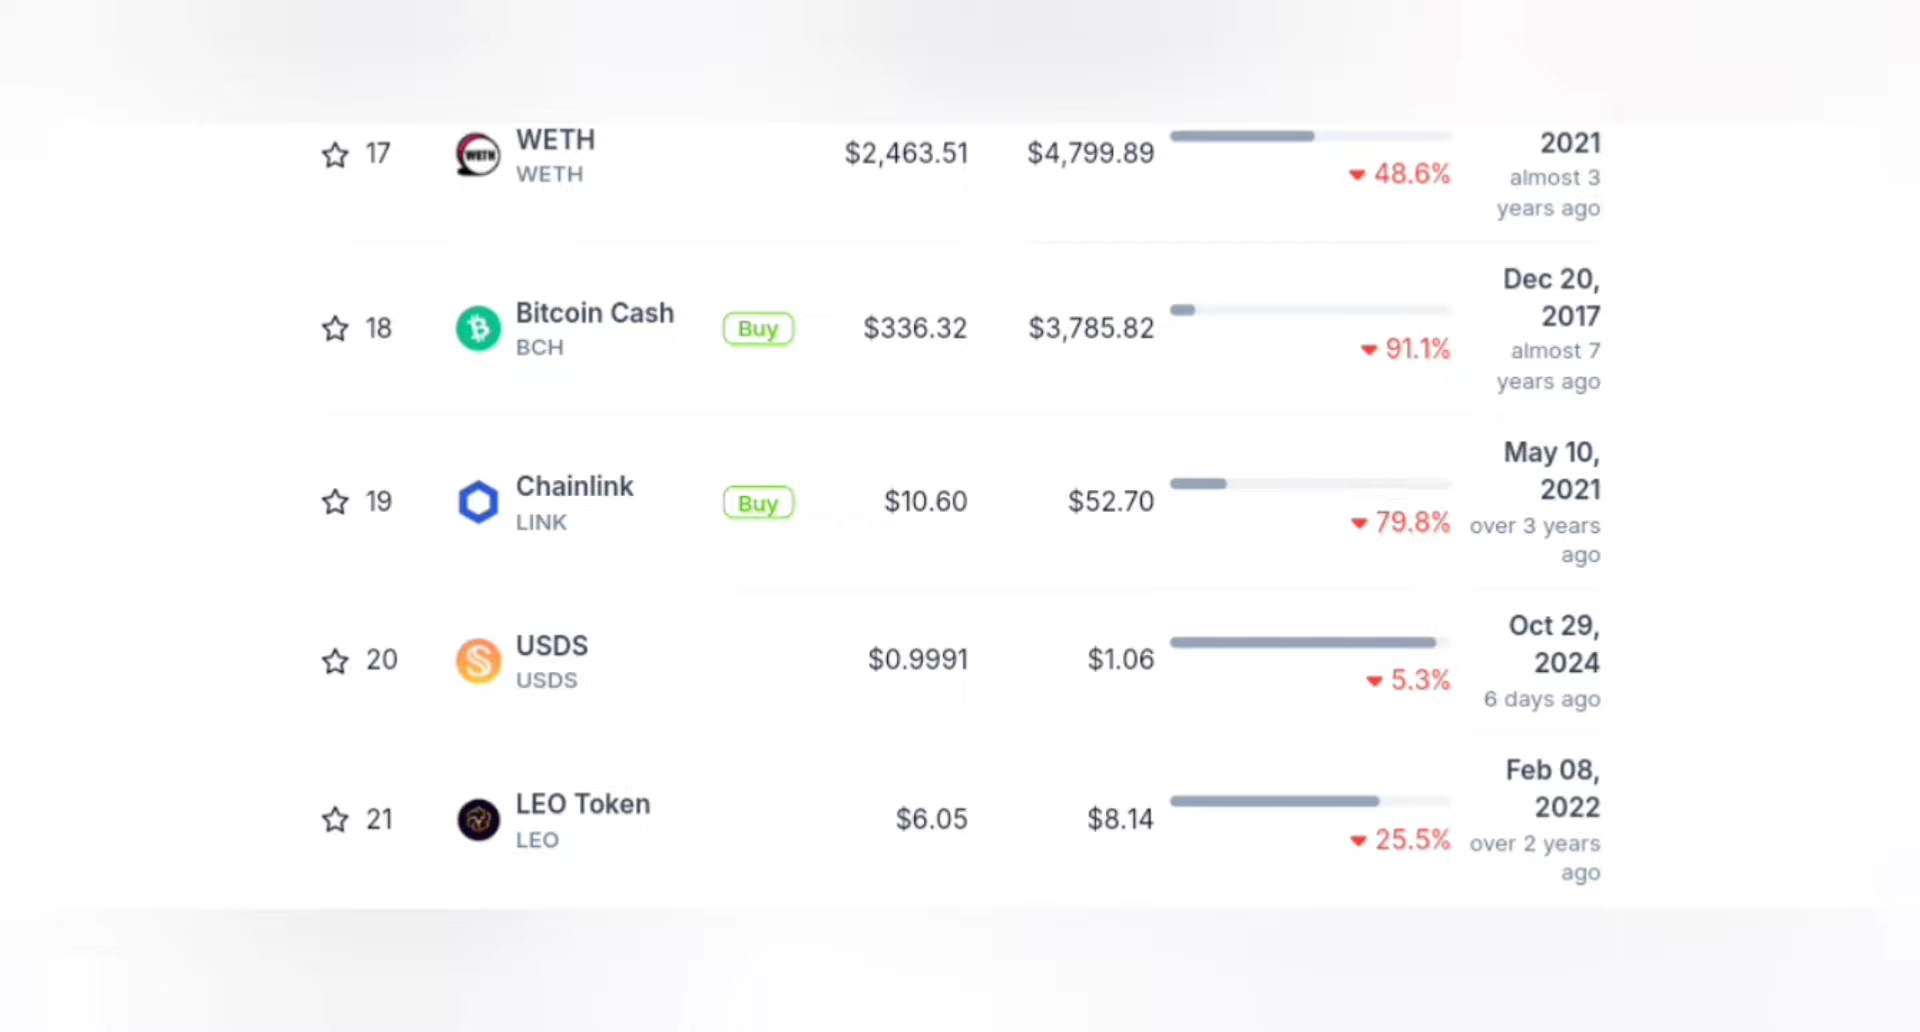 17 WETH $2,463.51 $4,799.89 2021
WETH 48.6% almost 3
years ago
18 Bitcoin Cash Buy $336.32 $3,785.82 Dec 20,
2017
BCH 91.1% almost 7
years ago
19 Chainlink Buy $10.60 $52.70 May 10,
2021
LINK 79.8% over 3 years
ago
20 USDS $0.9991 $1.06 Oct 29,
2024
USDS 5.3% 6 days ago
21 LEO Token $6.05 $8.14 Feb 08,
2022
LEO 25.5% over 2 years
ago